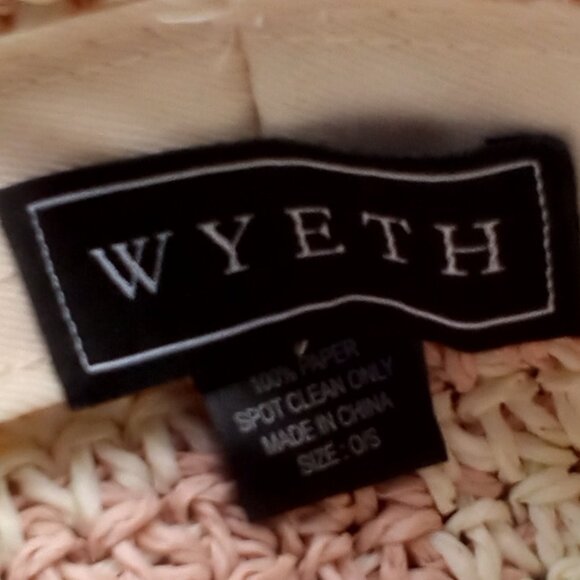 WYETH
100% PAPER
SPOT CLEAN ONLY
MADE IN CHINA
SIZE : O/S